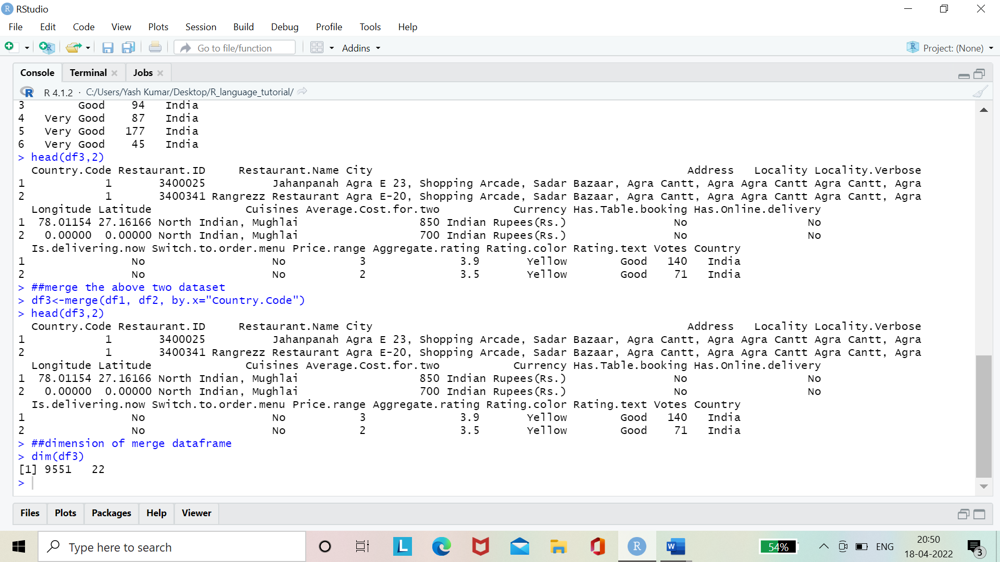 RStudio
File Edit Code View Plots Session Build Debug Profile Tools Help
Go to file/function Addins Project: (None)
Console Terminal Jobs
R 4.1.2 · C:/Users/Yash Kumar/Desktop/R_language_tutorial/
3 Good 94 India
4 Very Good 87 India
5 Very Good 177 India
6 Very Good 45 India
> head(df3,2)
Country.Code Restaurant.ID Restaurant.Name City Address Locality Locality.Verbose
1 1 3400025 Jahanpanah Agra E 23, Shopping Arcade, Sadar Bazaar, Agra Cantt, Agra Agra Cantt Agra Cantt, Agra
2 1 3400341 Rangrezz Restaurant Agra E-20, Shopping Arcade, Sadar Bazaar, Agra Cantt, Agra Agra Cantt Agra Cantt, Agra
Longitude Latitude Cuisines Average.Cost.for.two Currency Has.Table.booking Has.Online.delivery
1 78.01154 27.16166 North Indian, Mughlai 850 Indian Rupees(Rs.) No No
2 0.00000 0.00000 North Indian, Mughlai 700 Indian Rupees(Rs.) No No
Is.delivering.now Switch.to.order.menu Price.range Aggregate.rating Rating.color Rating.text Votes Country
1 No No 3 3.9 Yellow Good 140 India
2 No No 2 3.5 Yellow Good 71 India
> ##merge the above two dataset
> df3<-merge(df1, df2, by.x="Country.Code")
> head(df3,2)
Country.Code Restaurant.ID Restaurant.Name City Address Locality Locality.Verbose
1 1 3400025 Jahanpanah Agra E 23, Shopping Arcade, Sadar Bazaar, Agra Cantt, Agra Agra Cantt Agra Cantt, Agra
2 1 3400341 Rangrezz Restaurant Agra E-20, Shopping Arcade, Sadar Bazaar, Agra Cantt, Agra Agra Cantt Agra Cantt, Agra
Longitude Latitude Cuisines Average.Cost.for.two Currency Has.Table.booking Has.Online.delivery
1 78.01154 27.16166 North Indian, Mughlai 850 Indian Rupees(Rs.) No No
2 0.00000 0.00000 North Indian, Mughlai 700 Indian Rupees(Rs.) No No
Is.delivering.now Switch.to.order.menu Price.range Aggregate.rating Rating.color Rating.text Votes Country
1 No No 3 3.9 Yellow Good 140 India
2 No No 2 3.5 Yellow Good 71 India
> ##dimension of merge dataframe
> dim(df3)
[1] 9551 22
>
Files Plots Packages Help Viewer
Type here to search
54% ENG
20:50
18-04-2022
3